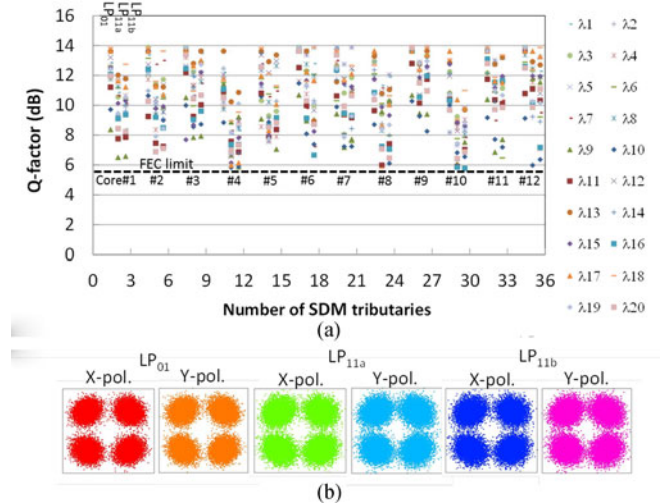 LP01
LP11a
LP11b
16
14
12
10
8
6
4
2
0
Q-factor (dB)
FEC limit
Core#1 #2 #3 #4 #5 #6 #7 #8 #9 #10 #11 #12
0 3 6 9 12 15 18 21 24 27 30 33 36
Number of SDM tributaries
λ1 λ2
λ3 λ4
λ5 λ6
λ7 λ8
λ9 λ10
λ11 λ12
λ13 λ14
λ15 λ16
λ17 λ18
λ19 λ20
(a)
LP01 LP11a LP11b
X-pol. Y-pol. X-pol. Y-pol. X-pol. Y-pol.
(b)